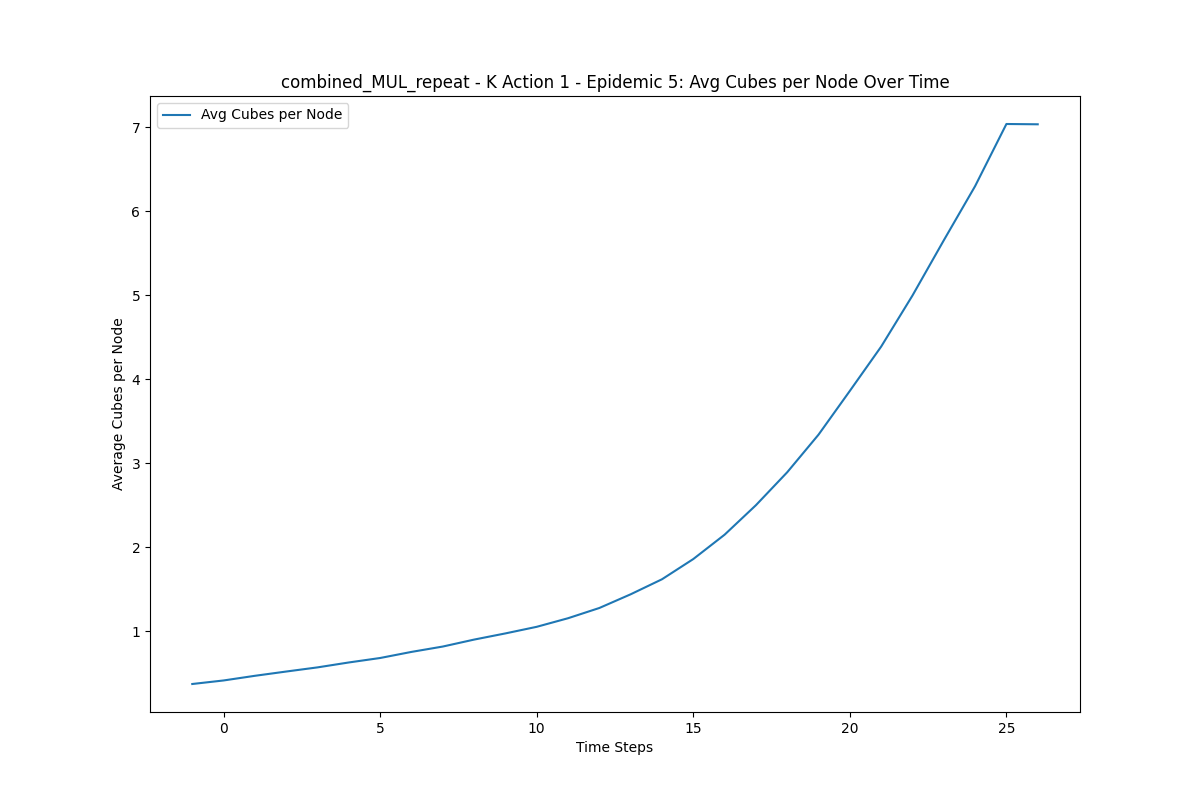 combined_MUL_repeat - K Action 1 - Epidemic 5: Avg Cubes per Node Over Time
Avg Cubes per Node
7
6
5
4
3
2
1
Average Cubes per Node
0 5 10 15 20 25
Time Steps